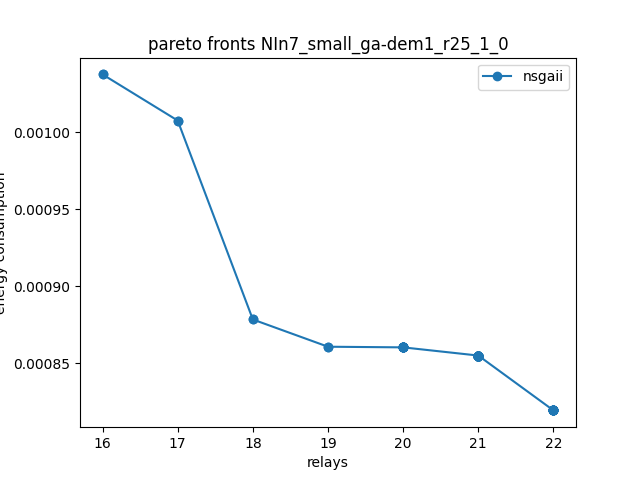 pareto fronts NIn7_small_ga-dem1_r25_1_0
nsgaii
energy consumption
0.00100
0.00095
0.00090
0.00085
16 17 18 19 20 21 22
relays